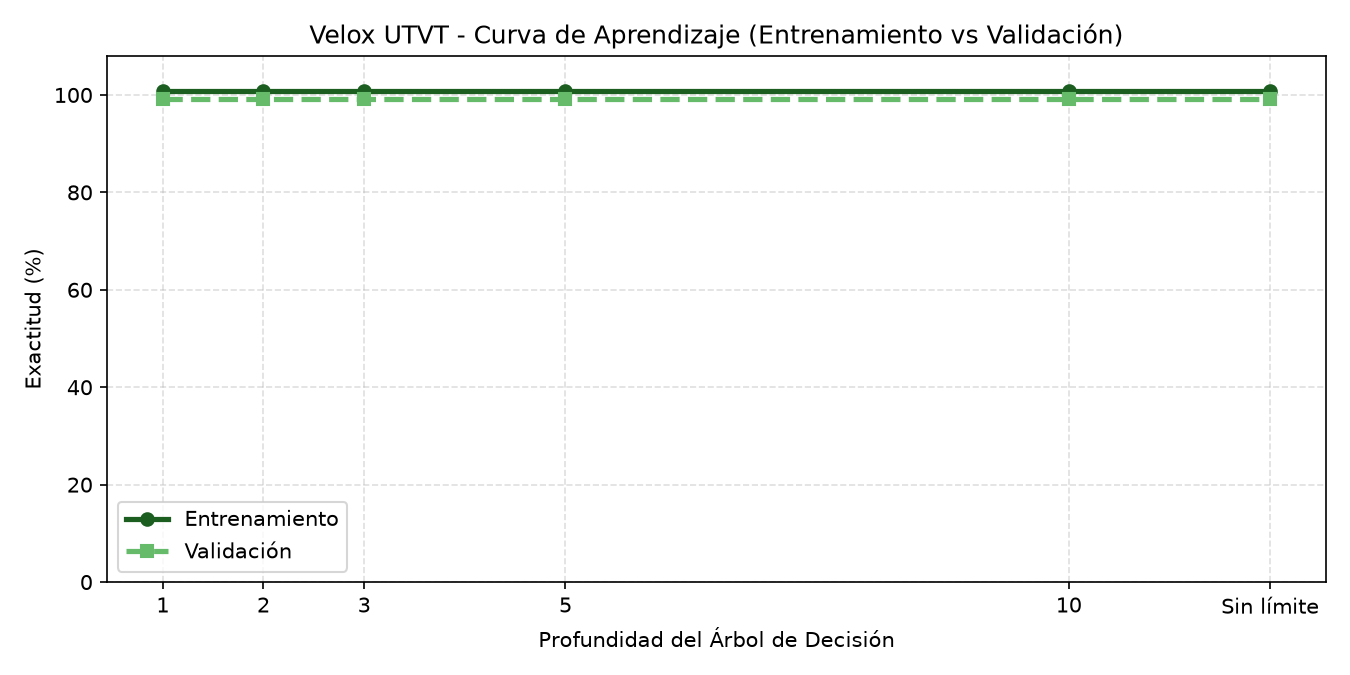 Velox UTVT - Curva de Aprendizaje (Entrenamiento vs Validación)
Exactitud (%)
100
80
60
40
20
0
Entrenamiento
Validación
1 2 3 5 10 Sin límite
Profundidad del Árbol de Decisión